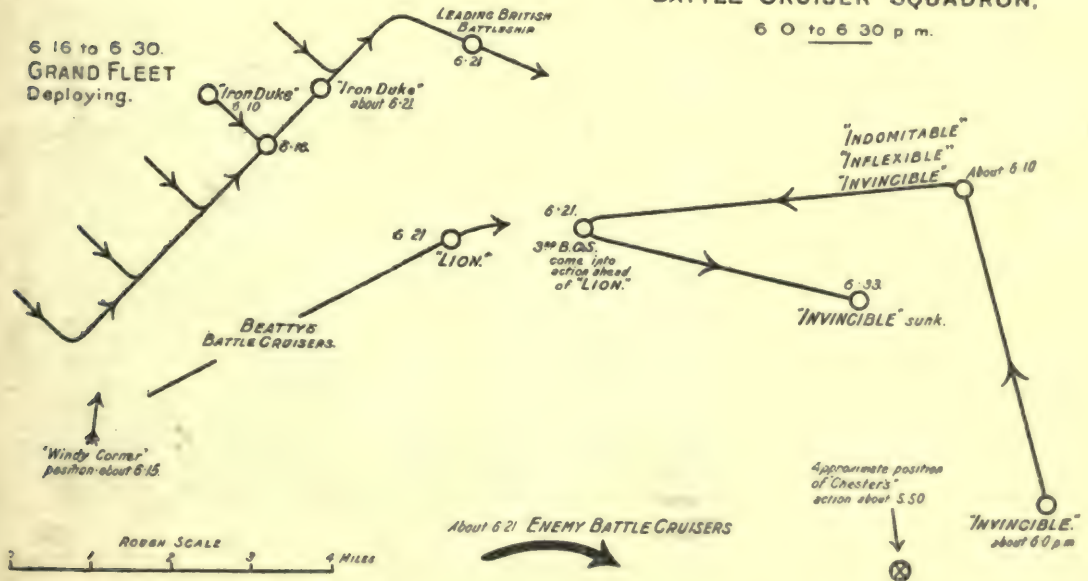 BATTLE CRUISER SQUADRON,
6 0 to 6 30 p m.
6 16 to 6 30.
GRAND FLEET
Deploying.
LEADING BRITISH
BATTLESHIP
6·21
"Iron Duke"
6.10
"Iron Duke"
about 6·21.
6·16.
"INDOMITABLE"
"INFLEXIBLE"
"INVINCIBLE"
About 6·10
6·21
"LION."
6·21.
3RD B.C.S.
come into
action ahead
of "LION."
6·33.
"INVINCIBLE" sunk.
BEATTY'S
BATTLE CRUISERS.
"Windy Corner"
position about 6·15.
Approximate position
of "Chester's"
action about 5.50
"INVINCIBLE."
about 6·0 p.m
About 6·21 ENEMY BATTLE CRUISERS
ROUGH SCALE
0 1 2 3 4 MILES